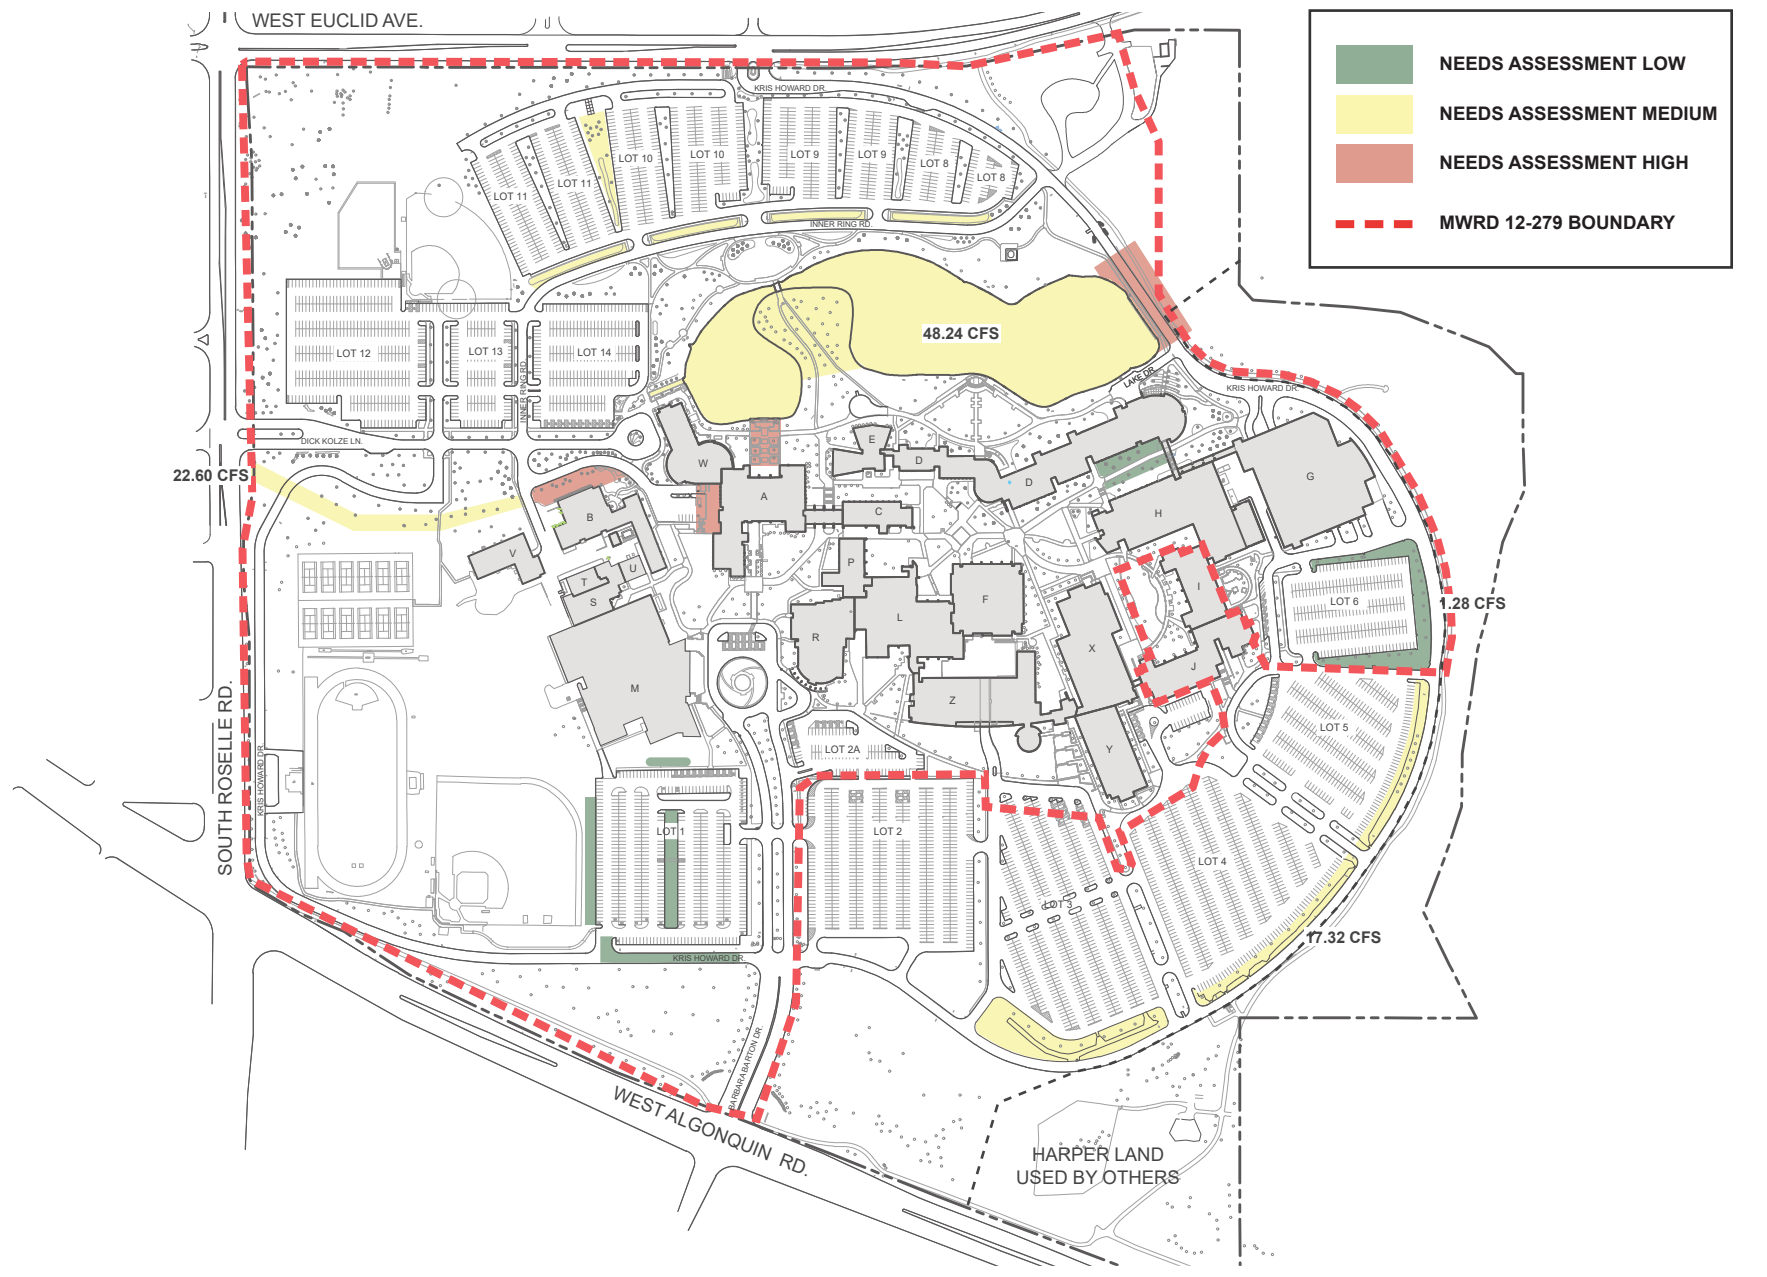 WEST EUCLID AVE.
NEEDS ASSESSMENT LOW
NEEDS ASSESSMENT MEDIUM
NEEDS ASSESSMENT HIGH
MWRD 12-279 BOUNDARY
KRIS HOWARD DR.
LOT 10
LOT 10
LOT 9
LOT 9
LOT 8
LOT 8
LOT 11
LOT 11
INNER RING RD.
48.24 CFS
LOT 12
LOT 13
LOT 14
INNER RING RD
LAKE DR.
KRIS HOWARD DR.
DICK KOLZE LN.
22.60 CFS
E
D
W
A
D
G
C
H
B
V
P
U
T
I
S
F
LOT 6
1.28 CFS
L
R
X
J
M
Z
LOT 5
Y
LOT 2A
SOUTH ROSELLE RD.
KRIS HOWARD DR.
LOT 1
LOT 2
LOT 4
LOT 3
17.32 CFS
KRIS HOWARD DR.
BARBARA BARTON DR.
WEST ALGONQUIN RD.
HARPER LAND
USED BY OTHERS